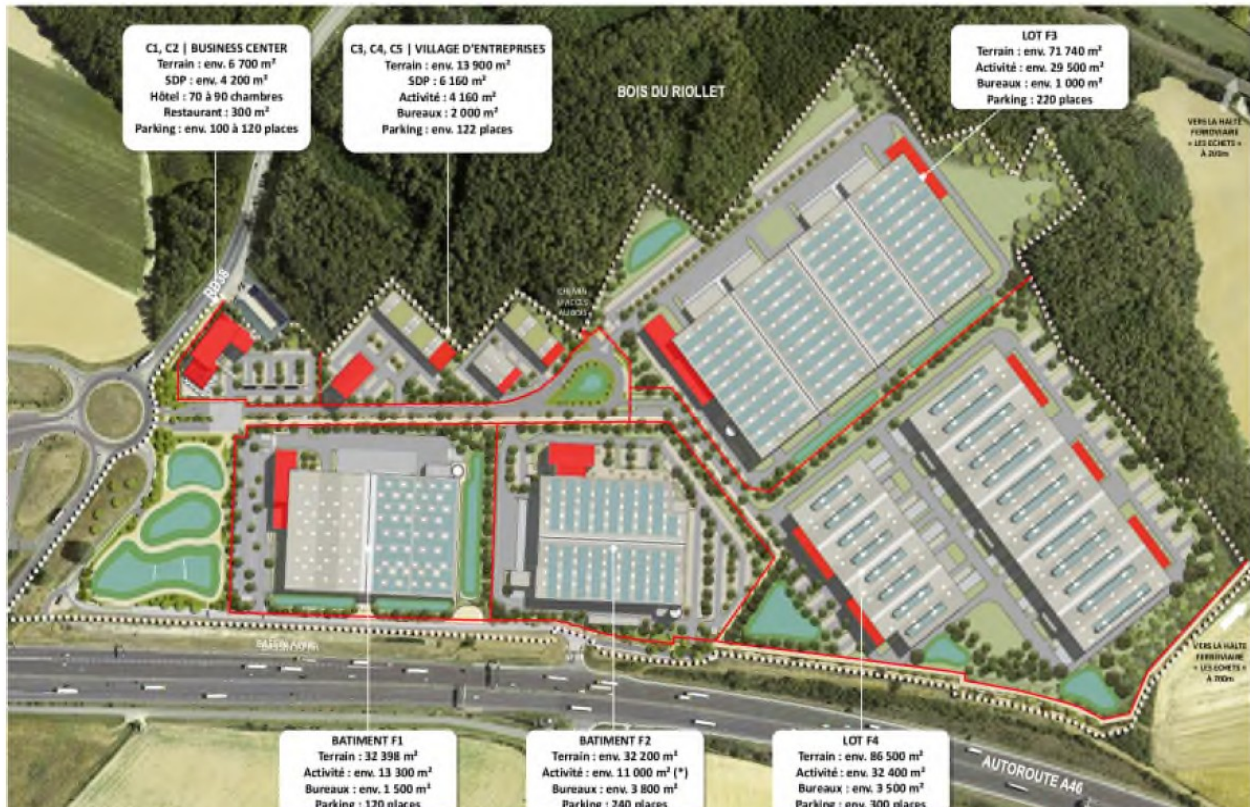 C1, C2 | BUSINESS CENTER
Terrain : env. 6 700 m²
SDP : env. 4 200 m²
Hôtel : 70 à 90 chambres
Restaurant : 300 m²
Parking : env. 100 à 120 places
C3, C4, C5 | VILLAGE D'ENTREPRISES
Terrain : env. 13 900 m²
SDP : 6 160 m²
Activité : 4 160 m²
Bureaux : 2 000 m²
Parking : env. 122 places
BOIS DU RIOLLET
LOT F3
Terrain : env. 71 740 m²
Activité : env. 29 500 m²
Bureaux : env. 1 000 m²
Parking : 220 places
VERS LA HALTE
FERROVIAIRE
« LES ECHETS »
À 200m
RD38
CHEMIN
D'ACCES
AU BOIS
VERS LA HALTE
FERROVIAIRE
« LES ECHETS »
À 200m
BATIMENT F1
Terrain : 32 398 m²
Activité : env. 13 300 m²
Bureaux : env. 1 500 m²
Parking : 120 places
BATIMENT F2
Terrain : env. 32 200 m²
Activité : env. 11 000 m² (*)
Bureaux : env. 3 800 m²
Parking : 240 places
LOT F4
Terrain : env. 86 500 m²
Activité : env. 32 400 m²
Bureaux : env. 3 500 m²
Parking : env. 300 places
AUTOROUTE A46